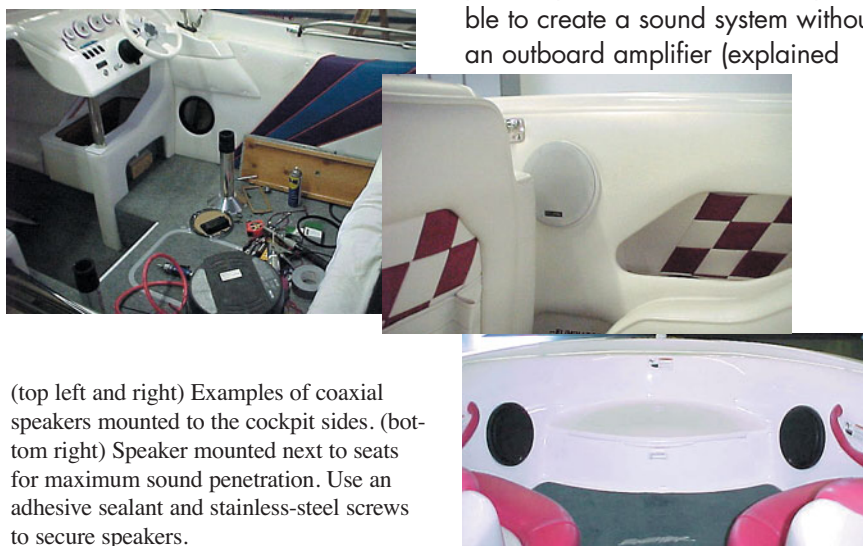 ble to create a sound system withou
an outboard amplifier (explained
(top left and right) Examples of coaxial
speakers mounted to the cockpit sides. (bot-
tom right) Speaker mounted next to seats
for maximum sound penetration. Use an
adhesive sealant and stainless-steel screws
to secure speakers.